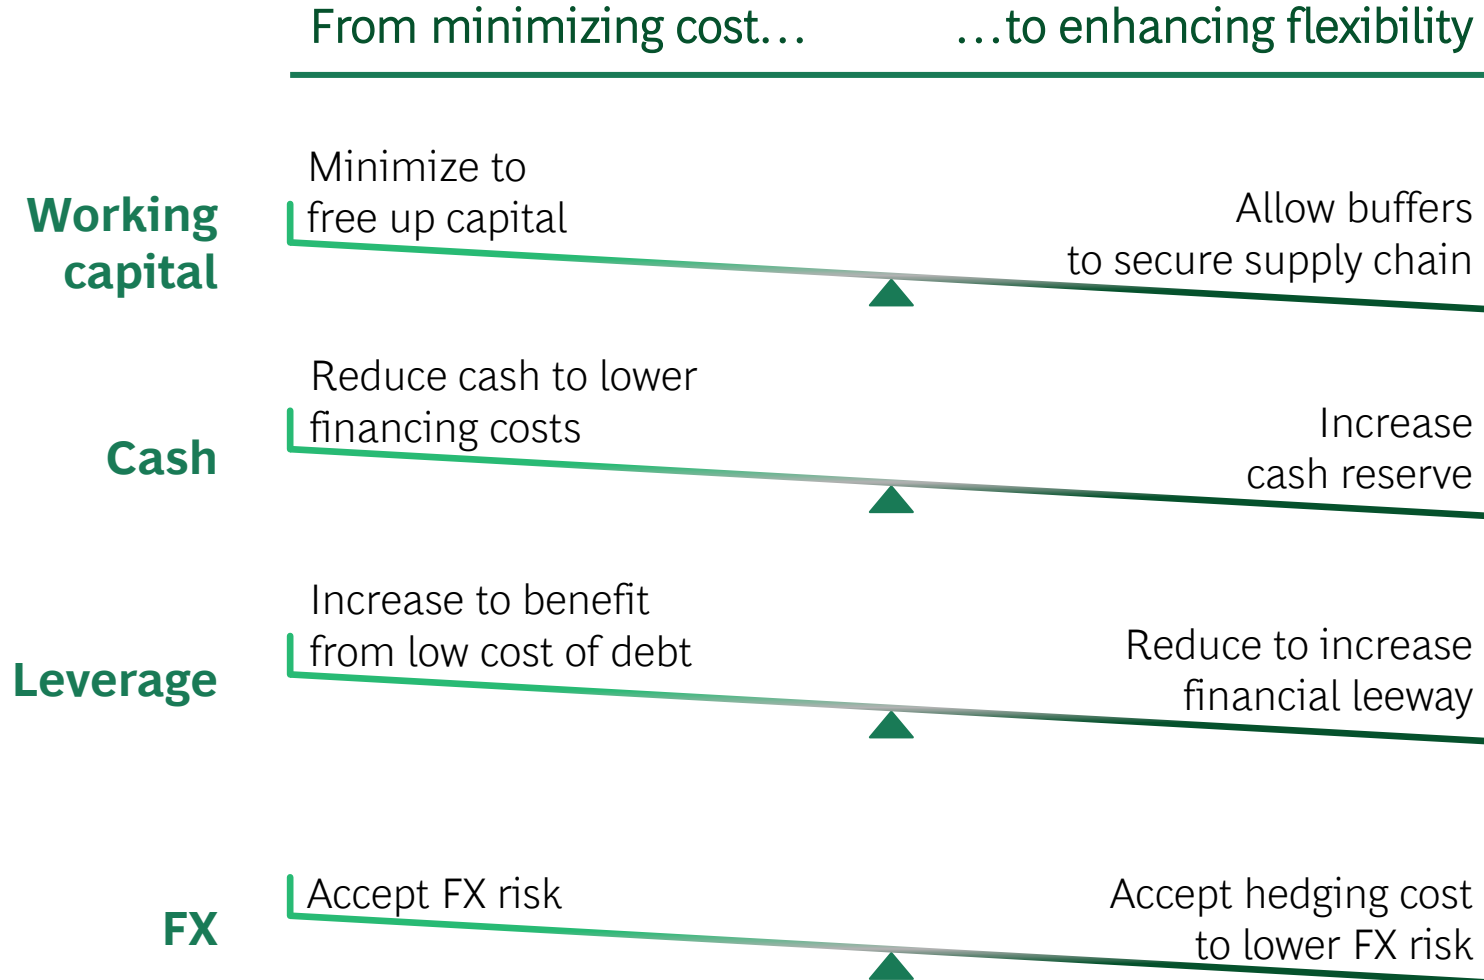 From minimizing cost… …to enhancing flexibility
Working
capital
Minimize to
free up capital
Allow buffers
to secure supply chain
Cash
Reduce cash to lower
financing costs
Increase
cash reserve
Leverage
Increase to benefit
from low cost of debt
Reduce to increase
financial leeway
FX
Accept FX risk
Accept hedging cost
to lower FX risk